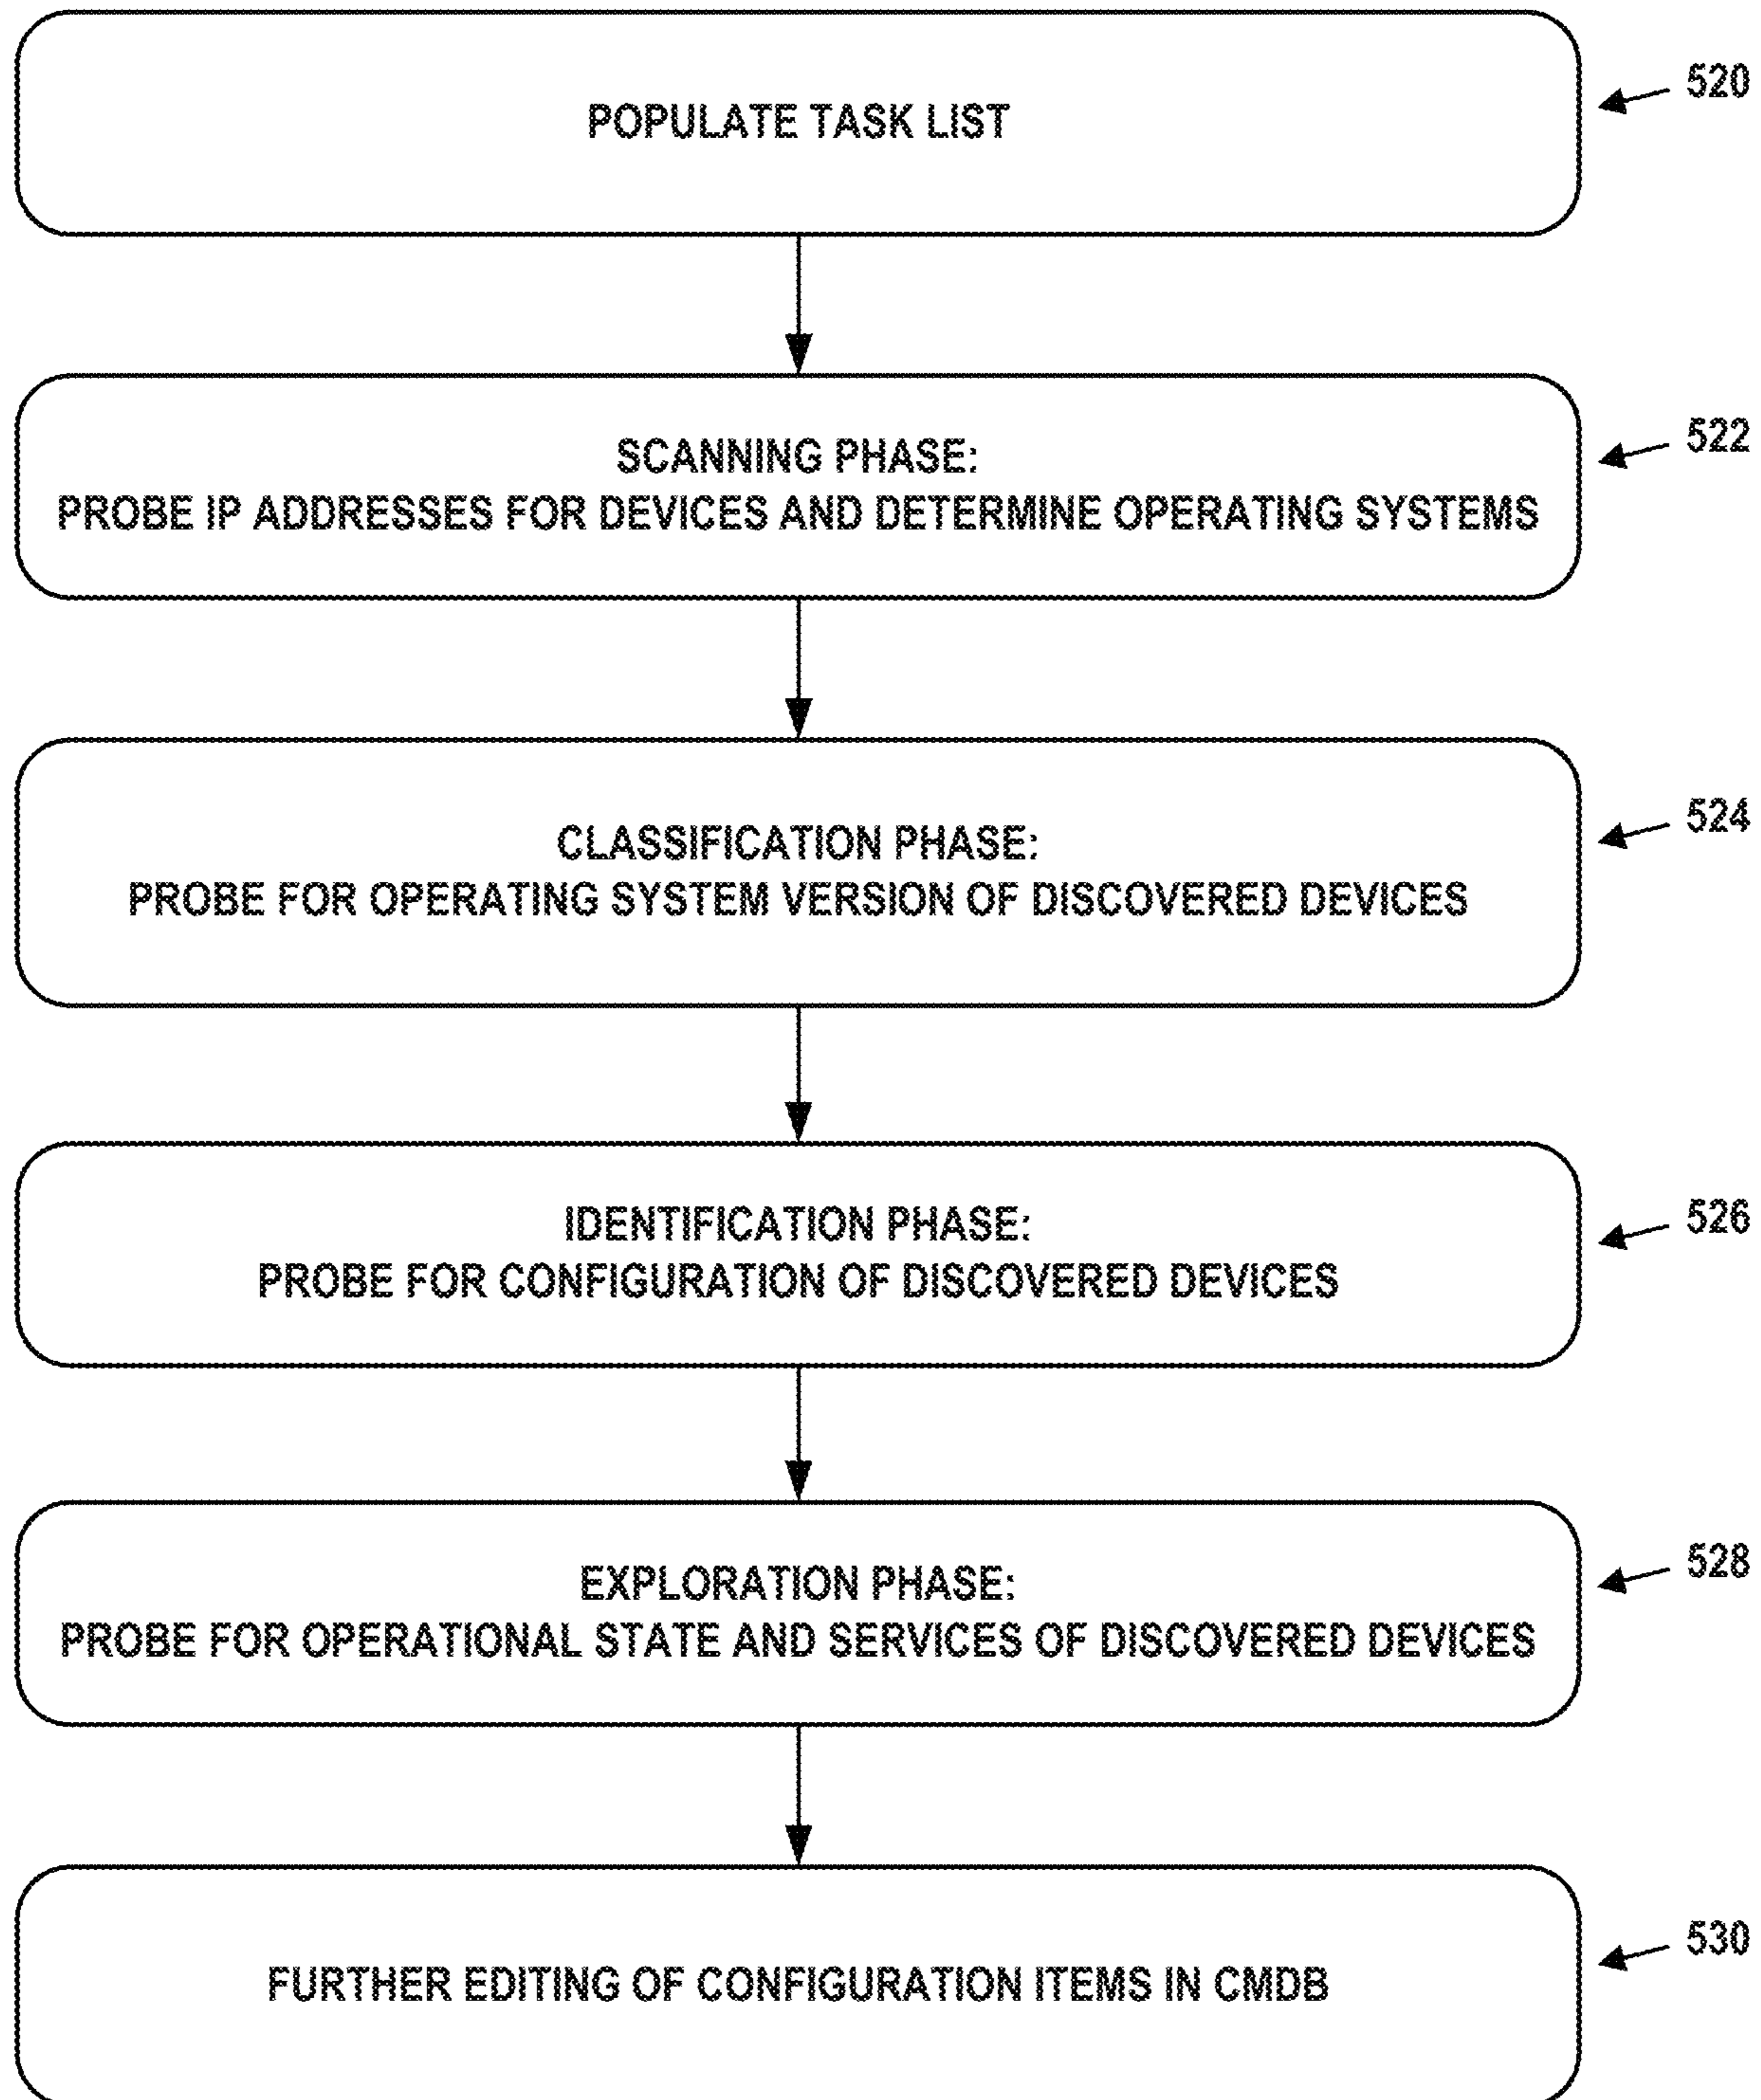 POPULATE TASK LIST
520
SCANNING PHASE:
PROBE IP ADDRESSES FOR DEVICES AND DETERMINE OPERATING SYSTEMS
522
CLASSIFICATION PHASE:
PROBE FOR OPERATING SYSTEM VERSION OF DISCOVERED DEVICES
524
IDENTIFICATION PHASE:
PROBE FOR CONFIGURATION OF DISCOVERED DEVICES
526
EXPLORATION PHASE:
PROBE FOR OPERATIONAL STATE AND SERVICES OF DISCOVERED DEVICES
528
FURTHER EDITING OF CONFIGURATION ITEMS IN CMDB
530